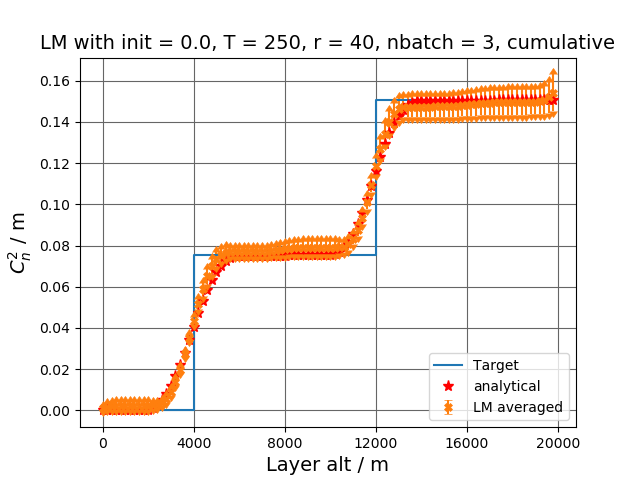 LM with init = 0.0, T = 250, r = 40, nbatch = 3, cumulative
0.16
0.14
0.12
0.10
0.08
0.06
0.04
0.02
0.00
$C_n^2$ / m
Target
analytical
LM averaged
0 4000 8000 12000 16000 20000
Layer alt / m